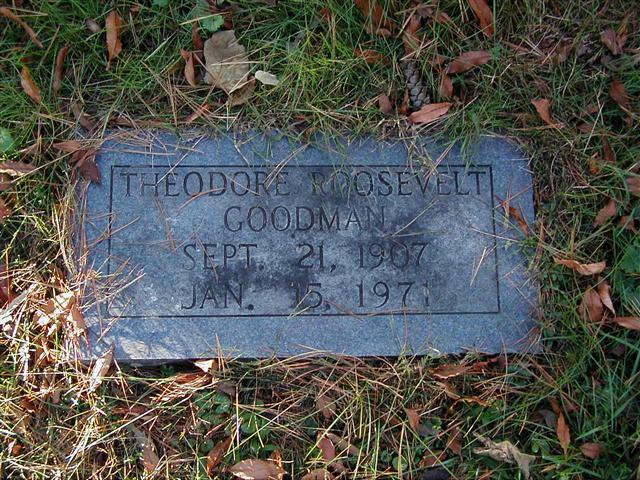 THEODORE ROOSEVELT
GOODMAN
SEPT. 21, 1907
JAN. 15, 1971